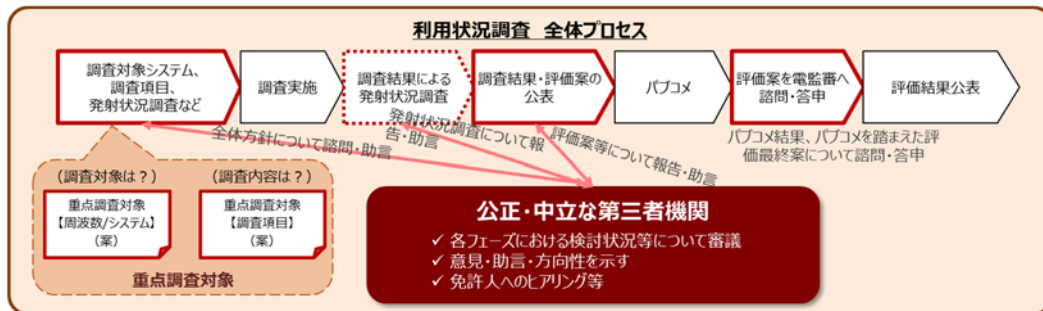 利用状況調査　全体プロセス
調査対象システム、
調査項目、
発射状況調査など
調査実施
調査結果による
発射状況調査
調査結果・評価案の
公表
パブコメ
評価案を電監審へ
諮問・答申
評価結果公表
全体方針について諮問・助言
発射状況調査について報
告・助言
評価案等について報告・助言
パブコメ結果、パブコメを踏まえた評
価最終案について諮問・答申
(調査対象は？)
(調査内容は？)
重点調査対象
【周波数/システム】
(案)
重点調査対象
【調査項目】
(案)
重点調査対象
公正・中立な第三者機関
✓ 各フェーズにおける検討状況等について審議
✓ 意見・助言・方向性を示す
✓ 免許人へのヒアリング等